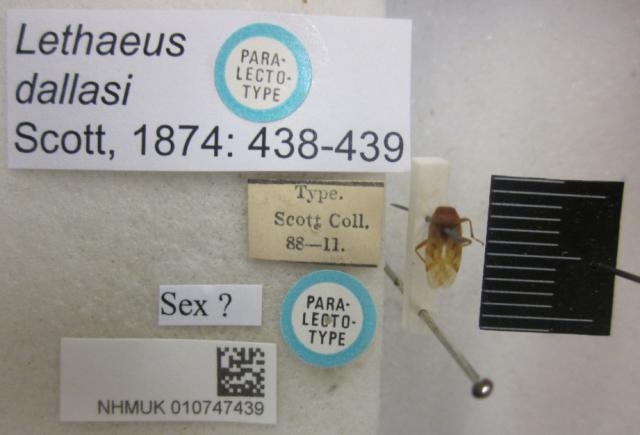 Lethaeus
dallasi
Scott, 1874: 438-439
PARA-
LECTO-
TYPE
Type.
Scott Coll.
88—11.
Sex ?
PARA-
LECTO-
TYPE
NHMUK 010747439